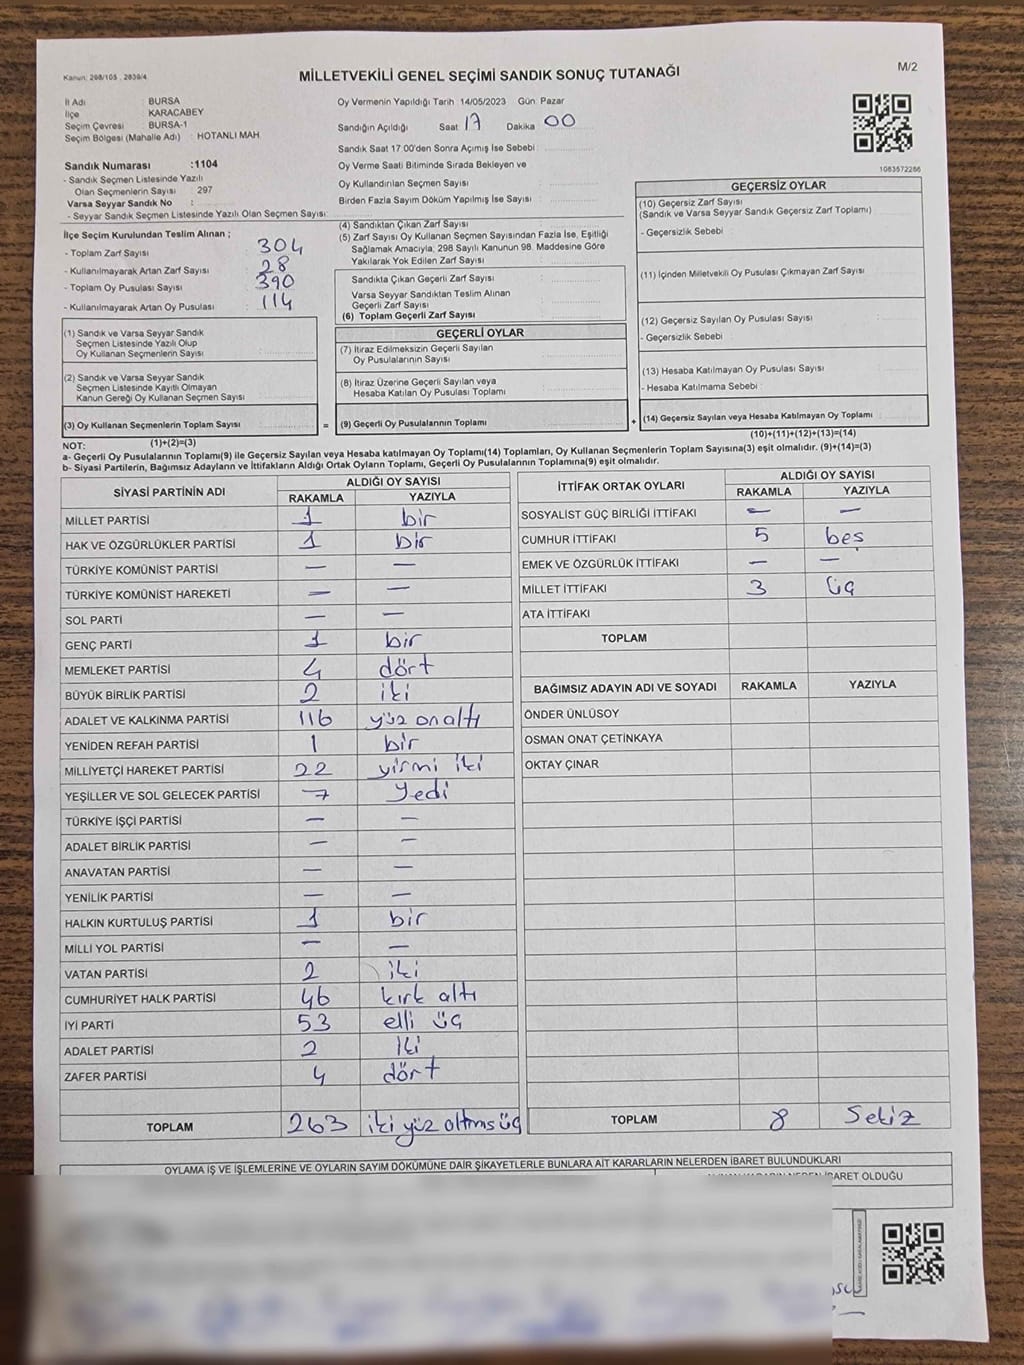 Kanun: 298/105 , 2839/4
MİLLETVEKİLİ GENEL SEÇİMİ SANDIK SONUÇ TUTANAĞI
M/2
İl Adı : BURSA
İlçe : KARACABEY
Seçim Çevresi : BURSA-1
Seçim Bölgesi (Mahalle Adı) : HOTANLI MAH.
Oy Vermenin Yapıldığı Tarih :14/05/2023 Gün: Pazar
Sandığın Açıldığı Saat 17 Dakika 00
Sandık Saat 17.00'den Sonra Açımış İse Sebebi :
Oy Verme Saati Bitiminde Sırada Bekleyen ve
Oy Kullandırılan Seçmen Sayısı :
Birden Fazla Sayım Döküm Yapılmış İse Sayısı :
1083572266
Sandık Numarası :1104
- Sandık Seçmen Listesinde Yazılı
Olan Seçmenlerin Sayısı : 297
Varsa Seyyar Sandık No :
- Seyyar Sandık Seçmen Listesinde Yazılı Olan Seçmen Sayısı:
İlçe Seçim Kurulundan Teslim Alınan ;
- Toplam Zarf Sayısı : 304
- Kullanılmayarak Artan Zarf Sayısı : 28
- Toplam Oy Pusulası Sayısı : 390
- Kullanılmayarak Artan Oy Pusulası : 114
(1) Sandık ve Varsa Seyyar Sandık
Seçmen Listesinde Yazılı Olup
Oy Kullanan Seçmenlerin Sayısı :
(2) Sandık ve Varsa Seyyar Sandık
Seçmen Listesinde Kayıtlı Olmayan
Kanun Gereği Oy Kullanan Seçmen Sayısı :
(3) Oy Kullanan Seçmenlerin Toplam Sayısı :
(1)+(2)=(3)
(4) Sandıktan Çıkan Zarf Sayısı :
(5) Zarf Sayısı Oy Kullanan Seçmen Sayısından Fazla İse, Eşitliği
Sağlamak Amacıyla, 298 Sayılı Kanunun 98. Maddesine Göre
Yakılarak Yok Edilen Zarf Sayısı :
Sandıkta Çıkan Geçerli Zarf Sayısı :
Varsa Seyyar Sandıktan Teslim Alınan
Geçerli Zarf Sayısı :
(6) Toplam Geçerli Zarf Sayısı :
GEÇERLİ OYLAR
(7) İtiraz Edilmeksizin Geçerli Sayılan
Oy Pusulalarının Sayısı :
(8) İtiraz Üzerine Geçerli Sayılan veya
Hesaba Katılan Oy Pusulası Toplamı :
= (9) Geçerli Oy Pusulalarının Toplamı :
GEÇERSİZ OYLAR
(10) Geçersiz Zarf Sayısı :
(Sandık ve Varsa Seyyar Sandık Geçersiz Zarf Toplamı)
- Geçersizlik Sebebi :
(11) İçinden Milletvekili Oy Pusulası Çıkmayan Zarf Sayısı :
(12) Geçersiz Sayılan Oy Pusulası Sayısı :
- Geçersizlik Sebebi :
(13) Hesaba Katılmayan Oy Pusulası Sayısı :
- Hesaba Katılmama Sebebi :
+ (14) Geçersiz Sayılan veya Hesaba Katılmayan Oy Toplamı :
(10)+(11)+(12)+(13)=(14)
NOT:
a- Geçerli Oy Pusulalarının Toplamı(9) ile Geçersiz Sayılan veya Hesaba katılmayan Oy Toplamı(14) Toplamları, Oy Kullanan Seçmenlerin Toplam Sayısına(3) eşit olmalıdır. (9)+(14)=(3)
b- Siyasi Partilerin, Bağımsız Adayların ve İttifakların Aldığı Ortak Oyların Toplamı, Geçerli Oy Pusulalarının Toplamına(9) eşit olmalıdır.
SİYASİ PARTİNİN ADI ALDIĞI OY SAYISI
RAKAMLA YAZIYLA
MİLLET PARTİSİ 1 bir
HAK VE ÖZGÜRLÜKLER PARTİSİ 1 bir
TÜRKİYE KOMÜNİST PARTİSİ — —
TÜRKİYE KOMÜNİST HAREKETİ — —
SOL PARTİ — —
GENÇ PARTİ 1 bir
MEMLEKET PARTİSİ 4 dört
BÜYÜK BİRLİK PARTİSİ 2 iki
ADALET VE KALKINMA PARTİSİ 116 yüz onaltı
YENİDEN REFAH PARTİSİ 1 bir
MİLLİYETÇİ HAREKET PARTİSİ 22 yirmi iki
YEŞİLLER VE SOL GELECEK PARTİSİ 7 yedi
TÜRKİYE İŞÇİ PARTİSİ — —
ADALET BİRLİK PARTİSİ — —
ANAVATAN PARTİSİ — —
YENİLİK PARTİSİ — —
HALKIN KURTULUŞ PARTİSİ 1 bir
MİLLİ YOL PARTİSİ — —
VATAN PARTİSİ 2 iki
CUMHURİYET HALK PARTİSİ 46 kırk altı
İYİ PARTİ 53 elli üç
ADALET PARTİSİ 2 iki
ZAFER PARTİSİ 4 dört
TOPLAM 263 iki yüz altmıs üç
İTTİFAK ORTAK OYLARI ALDIĞI OY SAYISI
RAKAMLA YAZIYLA
SOSYALİST GÜÇ BİRLİĞİ İTTİFAKI — —
CUMHUR İTTİFAKI 5 beş
EMEK VE ÖZGÜRLÜK İTTİFAKI — —
MİLLET İTTİFAKI 3 üç
ATA İTTİFAKI
TOPLAM
BAĞIMSIZ ADAYIN ADI VE SOYADI RAKAMLA YAZIYLA
ÖNDER ÜNLÜSOY
OSMAN ONAT ÇETİNKAYA
OKTAY ÇINAR
TOPLAM 8 Sekiz
OYLAMA İŞ VE İŞLEMLERİNE VE OYLARIN SAYIM DÖKÜMÜNE DAİR ŞİKAYETLERLE BUNLARA AİT KARARLARIN NELERDEN İBARET BULUNDUKLARI
İBARET OLDUĞU